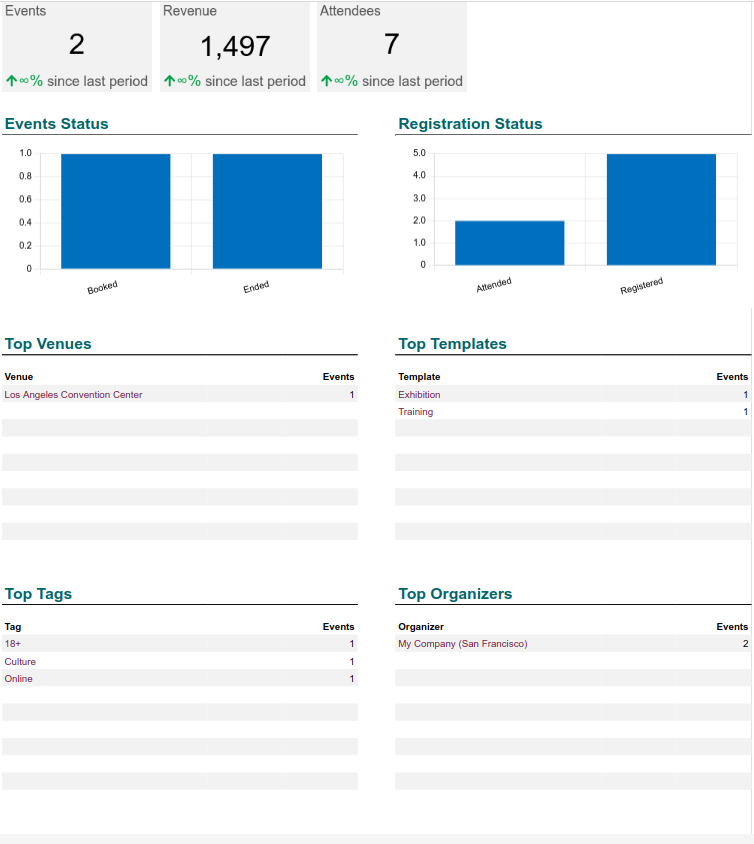 Events
Revenue
Attendees
2
1,497
7
∞% since last period
∞% since last period
∞% since last period
Events Status
1.0
0.8
0.6
0.4
0.2
0
Booked
Ended
Registration Status
5.0
4.0
3.0
2.0
1.0
0
Attended
Registered
Top Venues
Venue Events
Los Angeles Convention Center 1
Top Templates
Template Events
Exhibition 1
Training 1
Top Tags
Tag Events
18+ 1
Culture 1
Online 1
Top Organizers
Organizer Events
My Company (San Francisco) 2